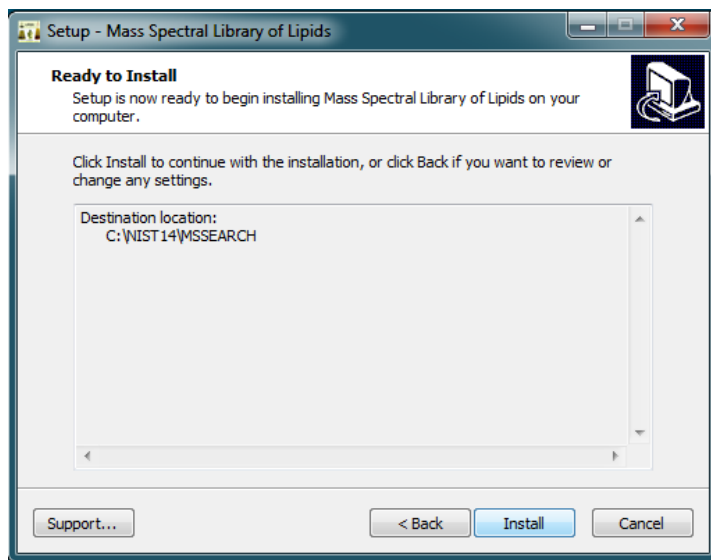 Setup - Mass Spectral Library of Lipids
Ready to Install
Setup is now ready to begin installing Mass Spectral Library of Lipids on your
computer.
Click Install to continue with the installation, or click Back if you want to review or
change any settings.
Destination location:
C:\NIST14\MSSEARCH
Support...
< Back
Install
Cancel